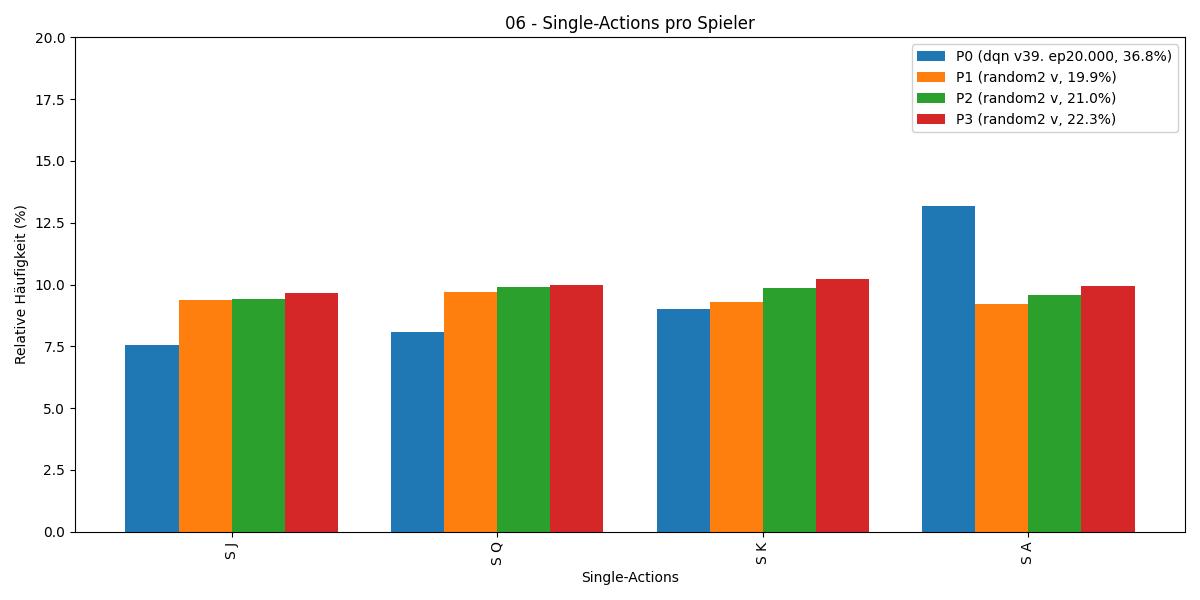 06 - Single-Actions pro Spieler
20.0
17.5
15.0
12.5
10.0
7.5
5.0
2.5
0.0
Relative Häufigkeit (%)
P0 (dqn v39. ep20.000, 36.8%)
P1 (random2 v, 19.9%)
P2 (random2 v, 21.0%)
P3 (random2 v, 22.3%)
S J
S Q
S K
S A
Single-Actions